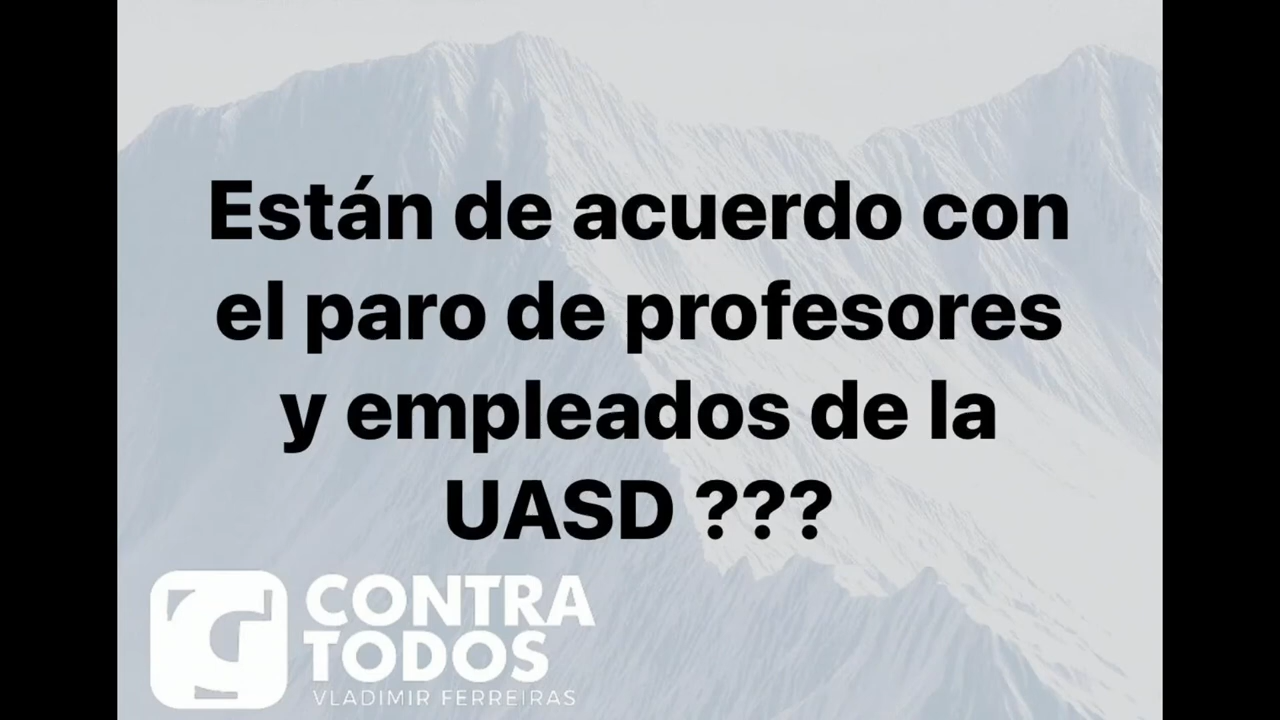 Están de acuerdo con
el paro de profesores
y empleados de la
UASD ???
CONTRA
TODOS
VLADIMIR FERREIRAS